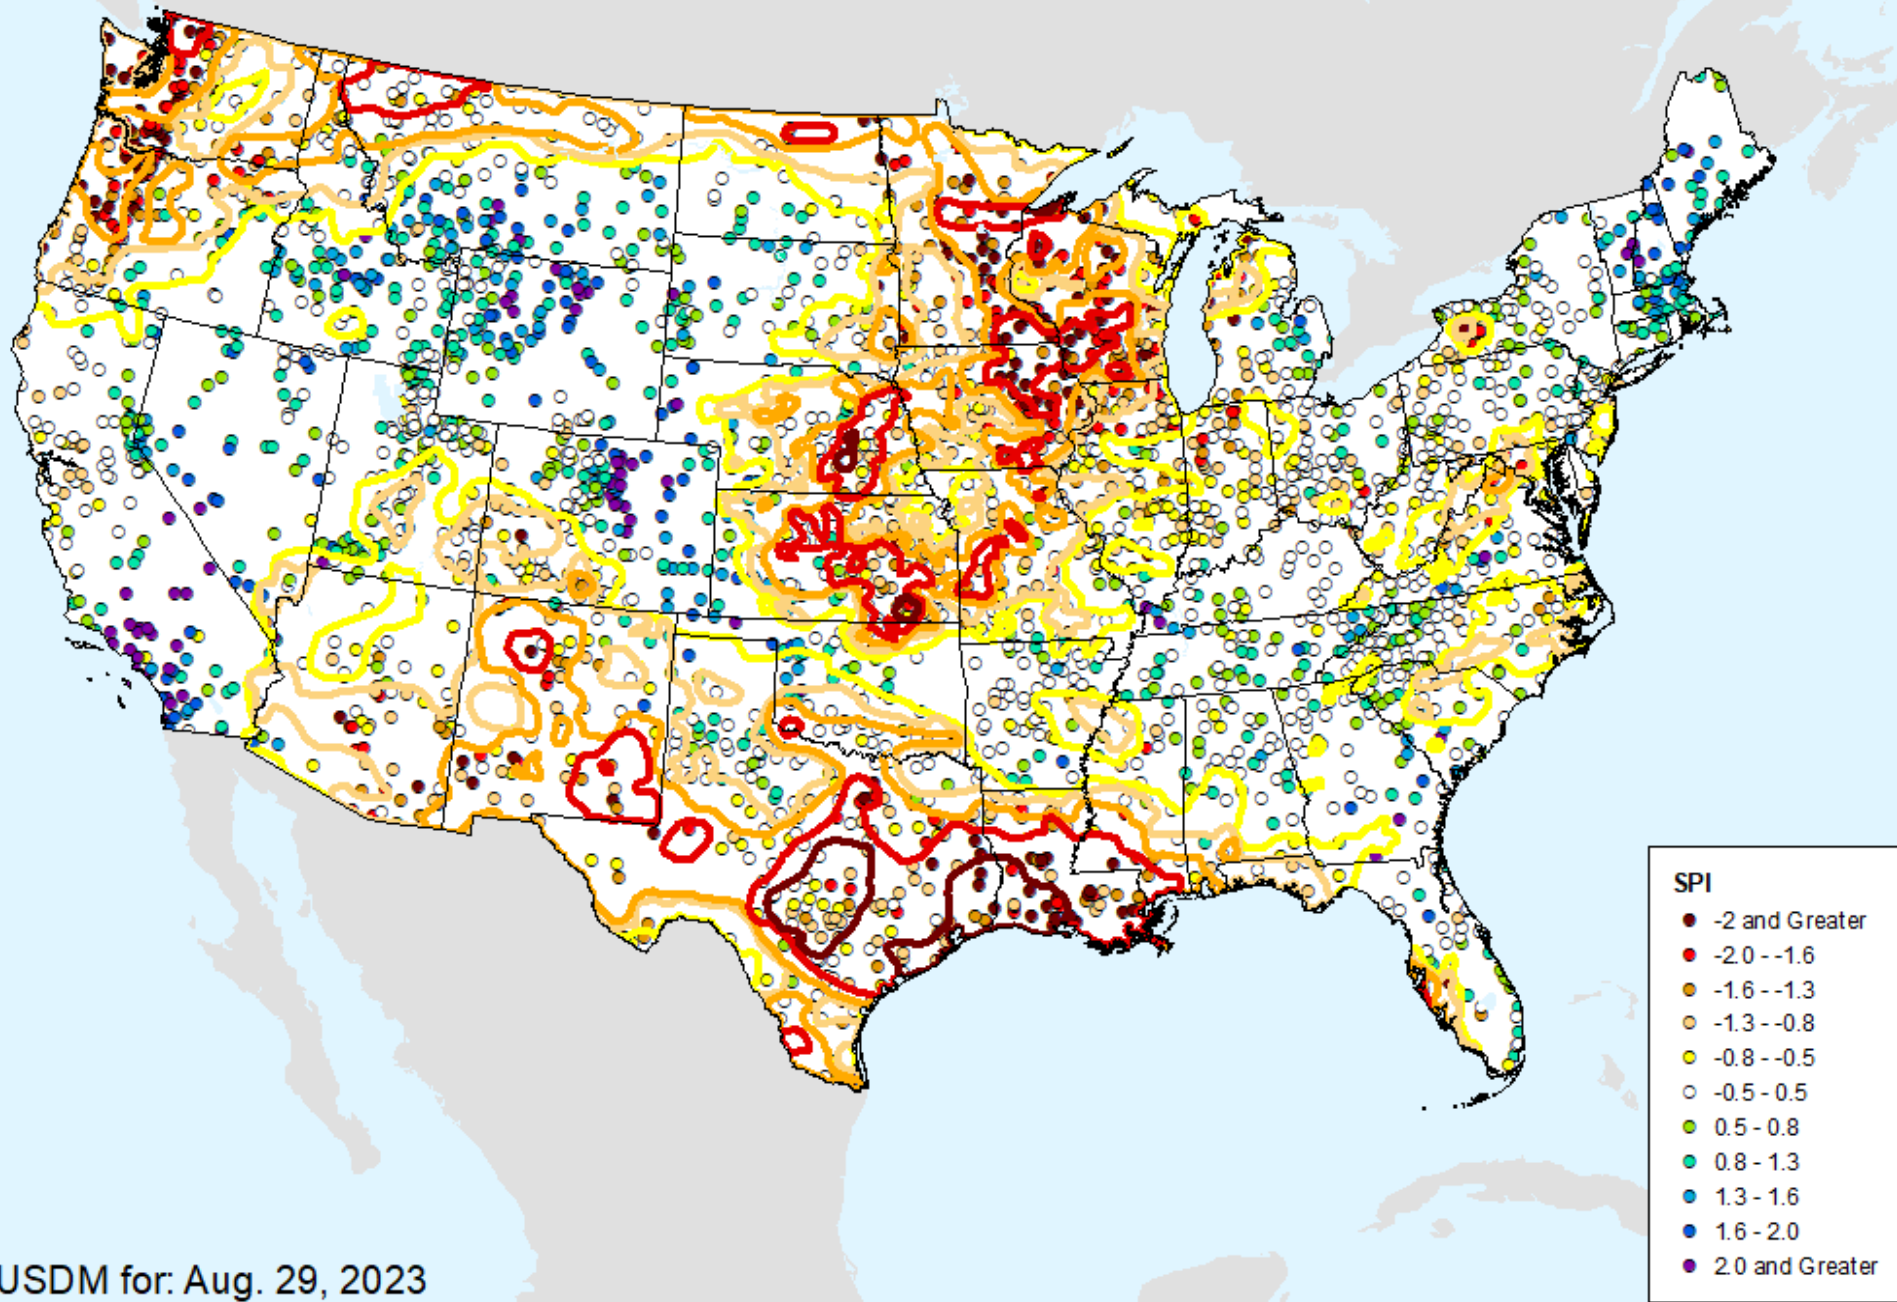 SPI
-2 and Greater
-2.0 - -1.6
-1.6 - -1.3
-1.3 - -0.8
-0.8 - -0.5
-0.5 - 0.5
0.5 - 0.8
0.8 - 1.3
1.3 - 1.6
1.6 - 2.0
2.0 and Greater
USDM for: Aug. 29, 2023